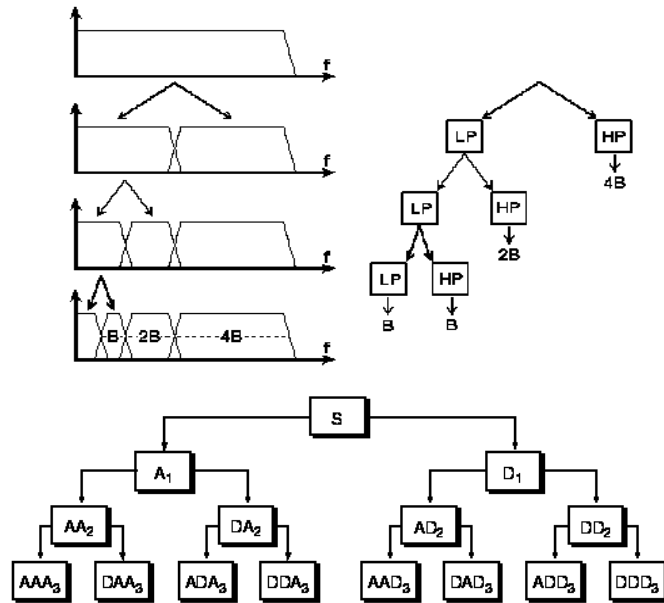 f
f
LP HP
4B
f
LP HP
2B
LP HP
B B
B 2B 4B f
S
A₁ D₁
AA₂ DA₂ AD₂ DD₂
AAA₃ DAA₃ ADA₃ DDA₃ AAD₃ DAD₃ ADD₃ DDD₃